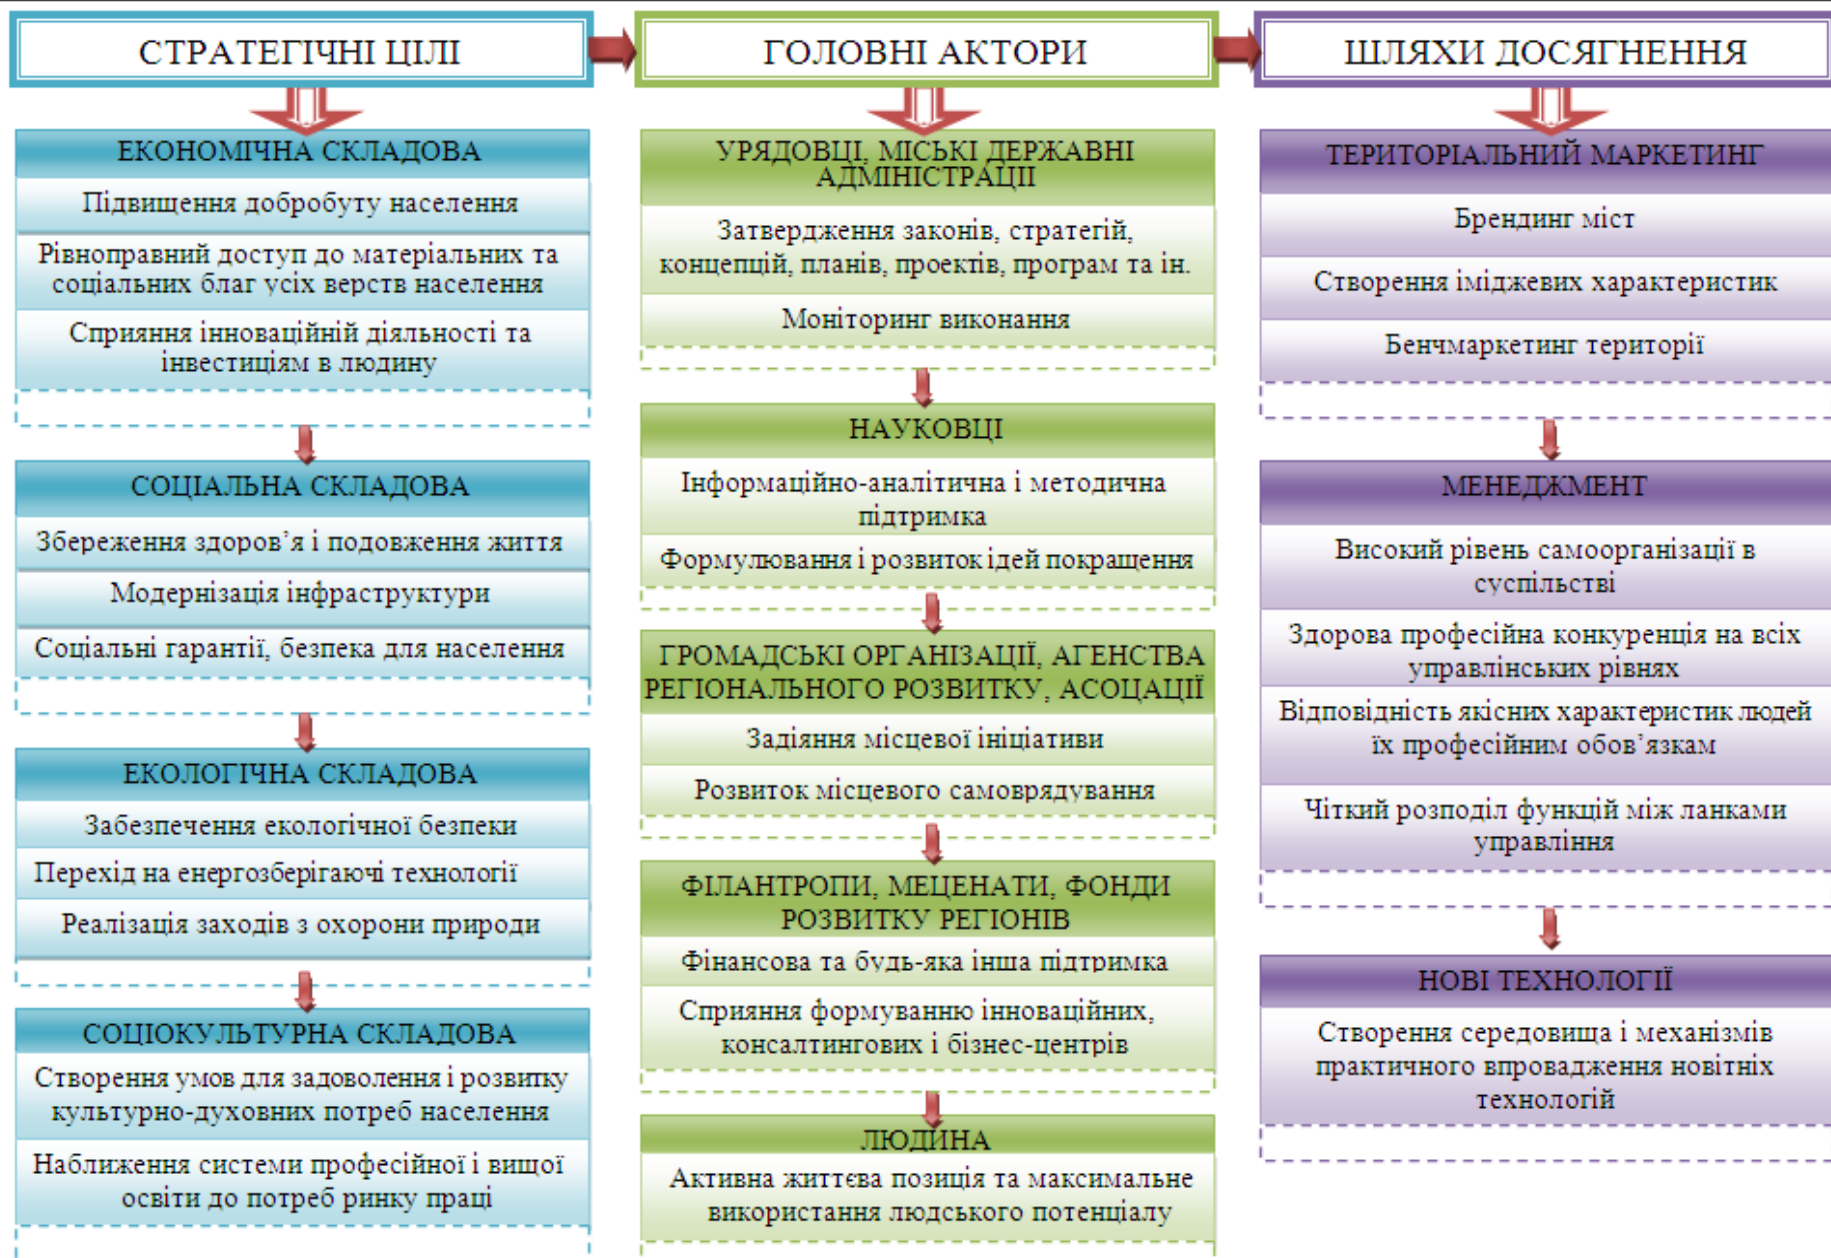 СТРАТЕГІЧНІ ЦІЛІ
ЕКОНОМІЧНА СКЛАДОВА
Підвищення добробуту населення
Рівноправний доступ до матеріальних та
соціальних благ усіх верств населення
Сприяння інноваційній діяльності та
інвестиціям в людину
СОЦІАЛЬНА СКЛАДОВА
Збереження здоров’я і подовження життя
Модернізація інфраструктури
Соціальні гарантії, безпека для населення
ЕКОЛОГІЧНА СКЛАДОВА
Забезпечення екологічної безпеки
Перехід на енергозберігаючі технології
Реалізація заходів з охорони природи
СОЦІОКУЛЬТУРНА СКЛАДОВА
Створення умов для задоволення і розвитку
культурно-духовних потреб населення
Наближення системи професійної і вищої
освіти до потреб ринку праці
ГОЛОВНІ АКТОРИ
УРЯДОВЦІ, МІСЬКІ ДЕРЖАВНІ
АДМІНІСТРАЦІІ
Затвердження законів, стратегій,
концепцій, планів, проектів, програм та ін.
Моніторинг виконання
НАУКОВЦІ
Інформаційно-аналітична і методична
підтримка
Формулювання і розвиток ідей покращення
ГРОМАДСЬКІ ОРГАНІЗАЦІЇ, АГЕНСТВА
РЕГІОНАЛЬНОГО РОЗВИТКУ, АСОЦАЦІЇ
Задіяння місцевої ініціативи
Розвиток місцевого самоврядування
ФІЛАНТРОПИ, МЕЦЕНАТИ, ФОНДИ
РОЗВИТКУ РЕГІОНІВ
Фінансова та будь-яка інша підтримка
Сприяння формуванню інноваційних,
консалтингових і бізнес-центрів
ЛЮДИНА
Активна життєва позиція та максимальне
використання людського потенціалу
ШЛЯХИ ДОСЯГНЕННЯ
ТЕРИТОРІАЛЬНИЙ МАРКЕТИНГ
Брендинг міст
Створення іміджевих характеристик
Бенчмаркетинг території
МЕНЕДЖМЕНТ
Високий рівень самоорганізації в
суспільстві
Здорова професійна конкуренція на всіх
управлінських рівнях
Відповідність якісних характеристик людей
їх професійним обов’язкам
Чіткий розподіл функцій між ланками
управління
НОВІ ТЕХНОЛОГІЇ
Створення середовища і механізмів
практичного впровадження новітніх
технологій